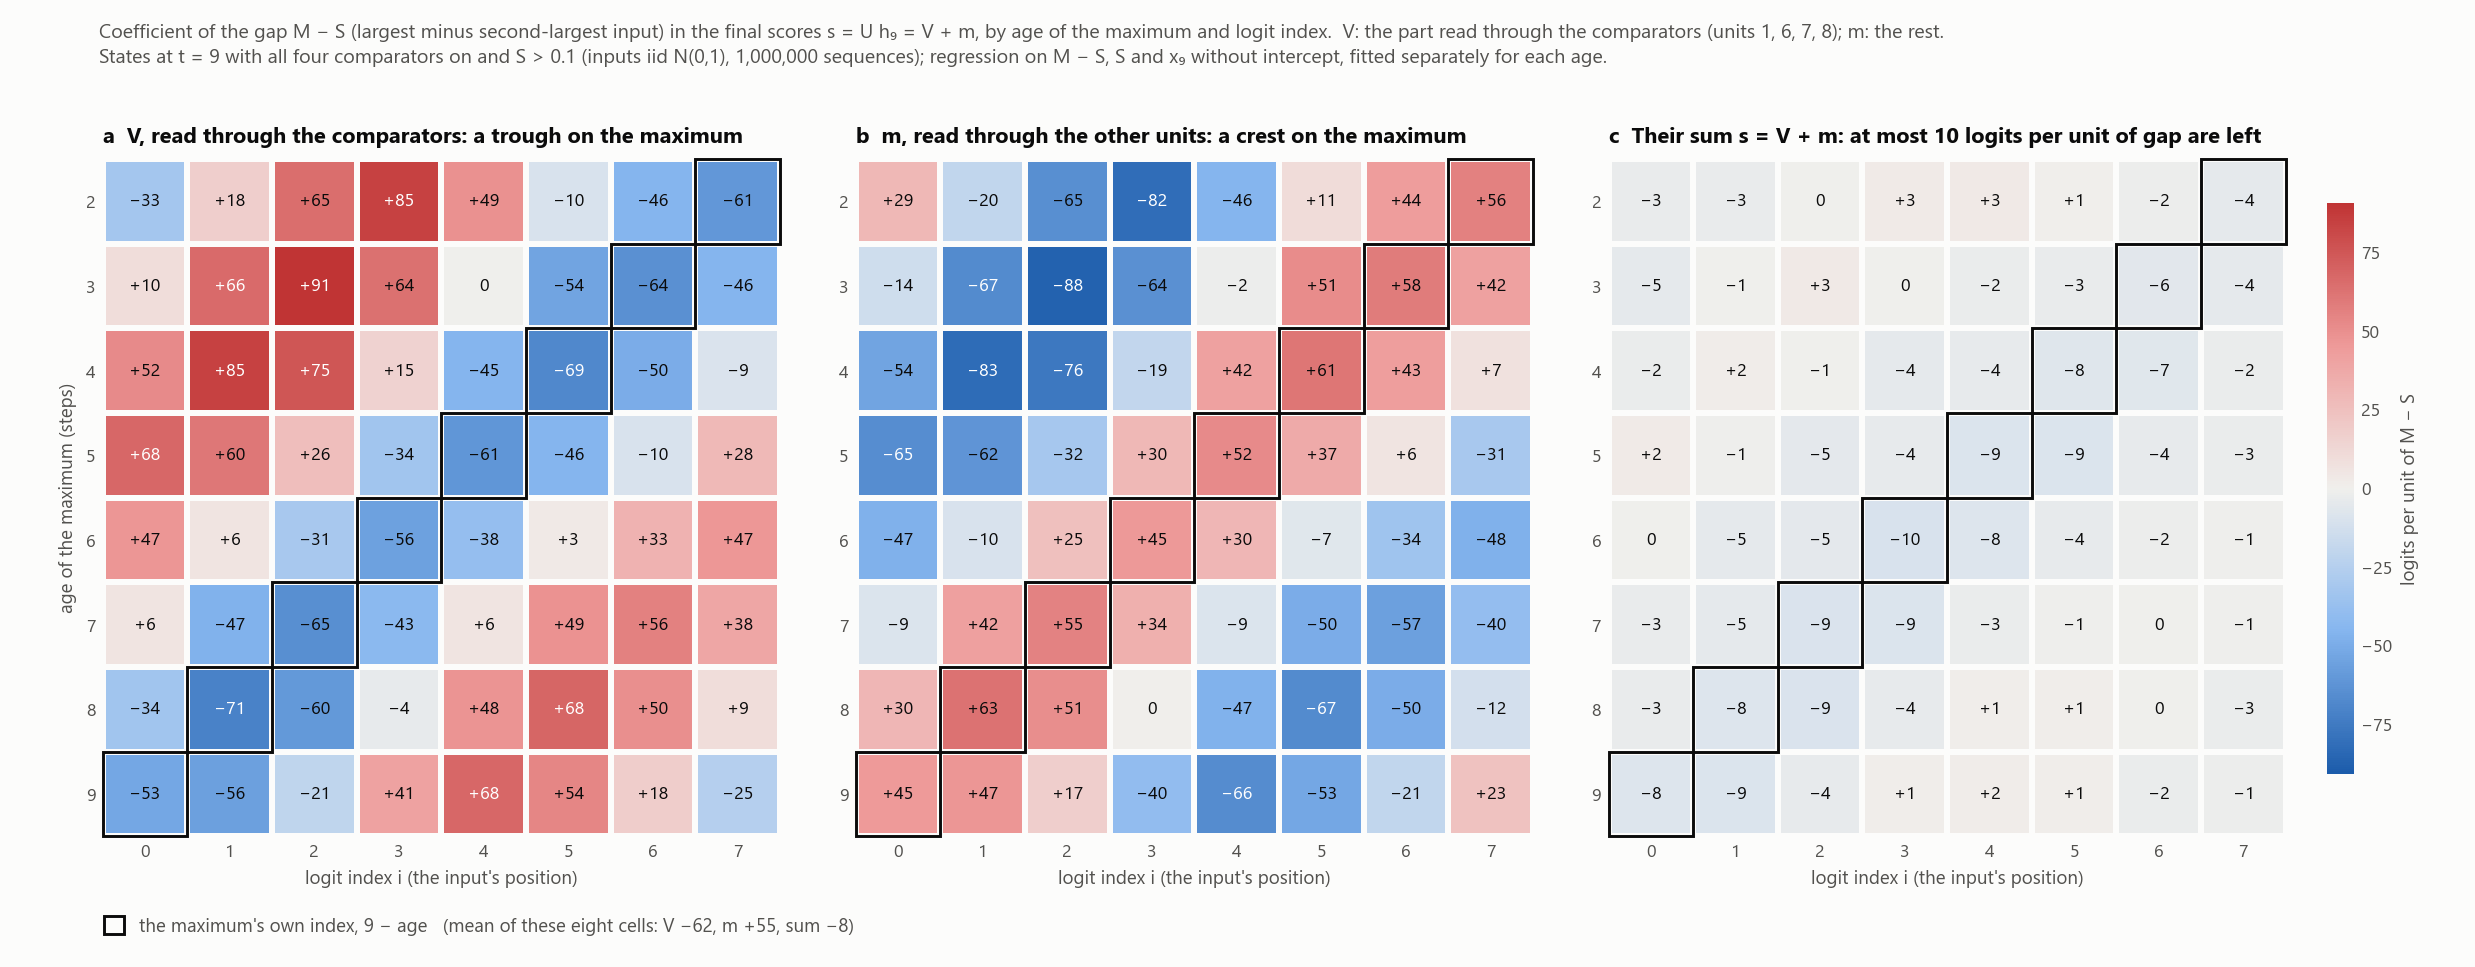 Coefficient of the gap M − S (largest minus second-largest input) in the final scores s = U h₉ = V + m, by age of the maximum and logit index.  V: the part read through the comparators (units 1, 6, 7, 8); m: the rest.
States at t = 9 with all four comparators on and S > 0.1 (inputs iid N(0,1), 1,000,000 sequences); regression on M − S, S and x₉ without intercept, fitted separately for each age.
a  V, read through the comparators: a trough on the maximum
age of the maximum (steps)
2 −33 +18 +65 +85 +49 −10 −46 −61
3 +10 +66 +91 +64 0 −54 −64 −46
4 +52 +85 +75 +15 −45 −69 −50 −9
5 +68 +60 +26 −34 −61 −46 −10 +28
6 +47 +6 −31 −56 −38 +3 +33 +47
7 +6 −47 −65 −43 +6 +49 +56 +38
8 −34 −71 −60 −4 +48 +68 +50 +9
9 −53 −56 −21 +41 +68 +54 +18 −25
0 1 2 3 4 5 6 7
logit index i (the input's position)
b  m, read through the other units: a crest on the maximum
2 +29 −20 −65 −82 −46 +11 +44 +56
3 −14 −67 −88 −64 −2 +51 +58 +42
4 −54 −83 −76 −19 +42 +61 +43 +7
5 −65 −62 −32 +30 +52 +37 +6 −31
6 −47 −10 +25 +45 +30 −7 −34 −48
7 −9 +42 +55 +34 −9 −50 −57 −40
8 +30 +63 +51 0 −47 −67 −50 −12
9 +45 +47 +17 −40 −66 −53 −21 +23
0 1 2 3 4 5 6 7
logit index i (the input's position)
c  Their sum s = V + m: at most 10 logits per unit of gap are left
2 −3 −3 0 +3 +3 +1 −2 −4
3 −5 −1 +3 0 −2 −3 −6 −4
4 −2 +2 −1 −4 −4 −8 −7 −2
5 +2 −1 −5 −4 −9 −9 −4 −3
6 0 −5 −5 −10 −8 −4 −2 −1
7 −3 −5 −9 −9 −3 −1 0 −1
8 −3 −8 −9 −4 +1 +1 0 −3
9 −8 −9 −4 +1 +2 +1 −2 −1
0 1 2 3 4 5 6 7
logit index i (the input's position)
75
50
25
0
−25
−50
−75
logits per unit of M − S
the maximum's own index, 9 − age   (mean of these eight cells: V −62, m +55, sum −8)